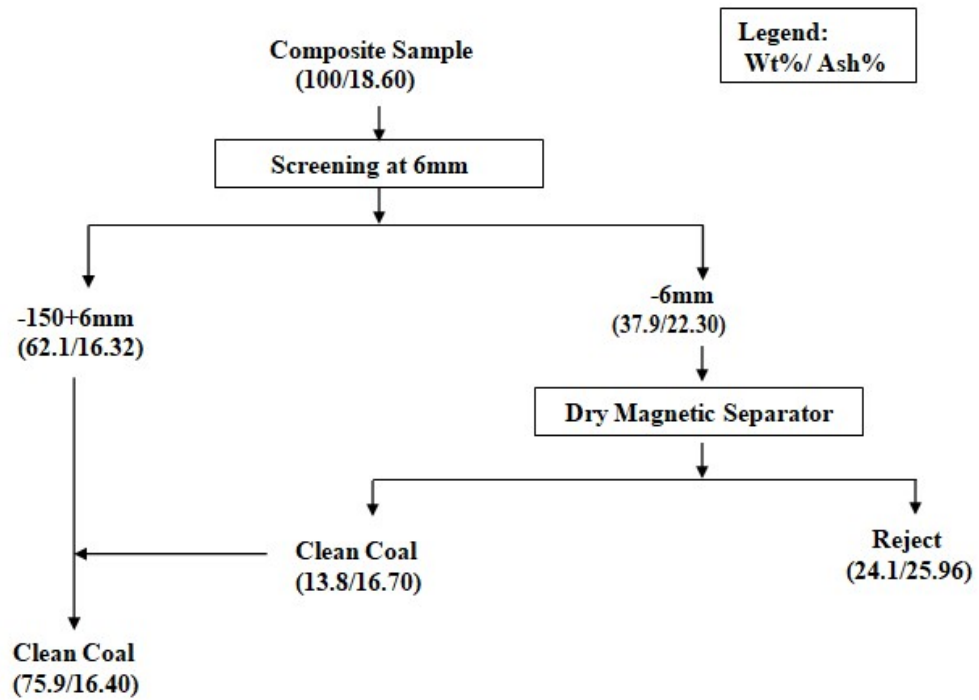 Legend:
Wt%/ Ash%
Composite Sample
(100/18.60)
Screening at 6mm
-150+6mm
(62.1/16.32)
-6mm
(37.9/22.30)
Dry Magnetic Separator
Clean Coal
(13.8/16.70)
Reject
(24.1/25.96)
Clean Coal
(75.9/16.40)